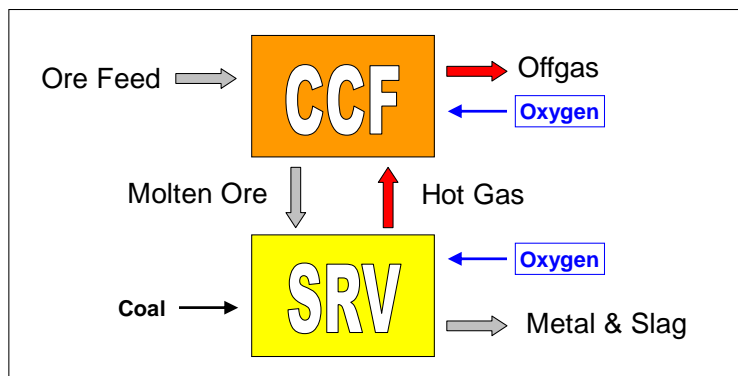 Ore Feed
CCF
Offgas
Oxygen
Molten Ore
Hot Gas
Oxygen
Coal
SRV
Metal & Slag